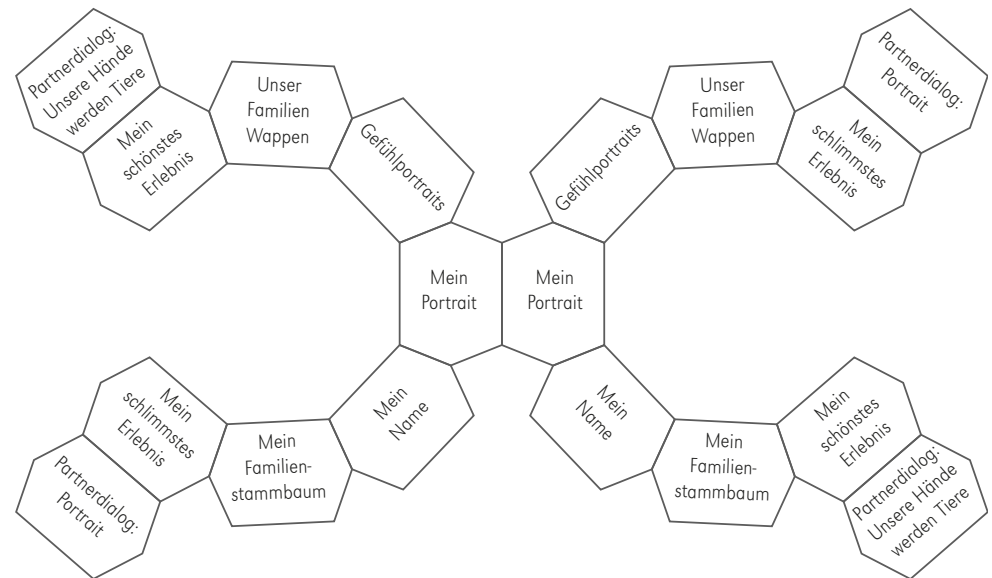 Partnerdialog:
Unsere Hände
werden Tiere
Mein
schönstes
Erlebnis
Unser
Familien
Wappen
Gefühlportraits
Gefühlportraits
Unser
Familien
Wappen
Mein
schlimmstes
Erlebnis
Partnerdialog:
Portrait
Mein
Portrait
Mein
Portrait
Partnerdialog:
Portrait
Mein
schlimmstes
Erlebnis
Mein
Familien-
stammbaum
Mein
Name
Mein
Name
Mein
Familien-
stammbaum
Mein
schönstes
Erlebnis
Partnerdialog:
Unsere Hände
werden Tiere